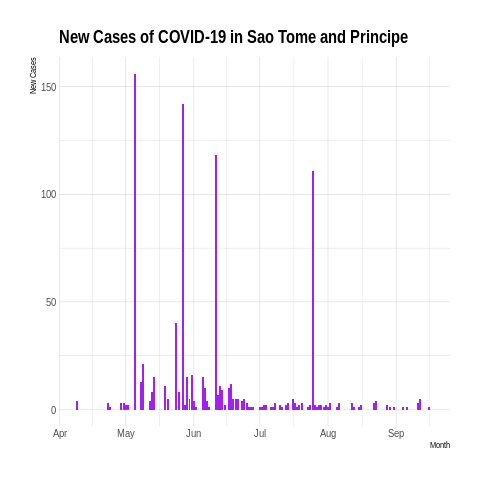 New Cases of COVID-19 in Sao Tome and Principe
New Cases
150
100
50
0
Apr May Jun Jul Aug Sep
Month